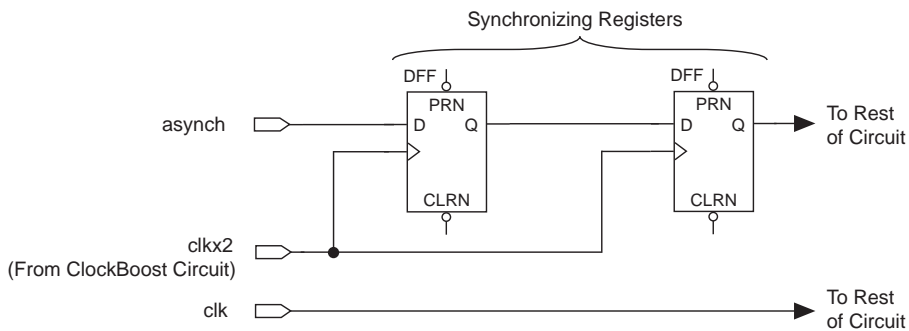 Synchronizing Registers
DFF
DFF
PRN
PRN
asynch
D
Q
D
Q
To Rest
of Circuit
CLRN
CLRN
clkx2
(From ClockBoost Circuit)
clk
To Rest
of Circuit